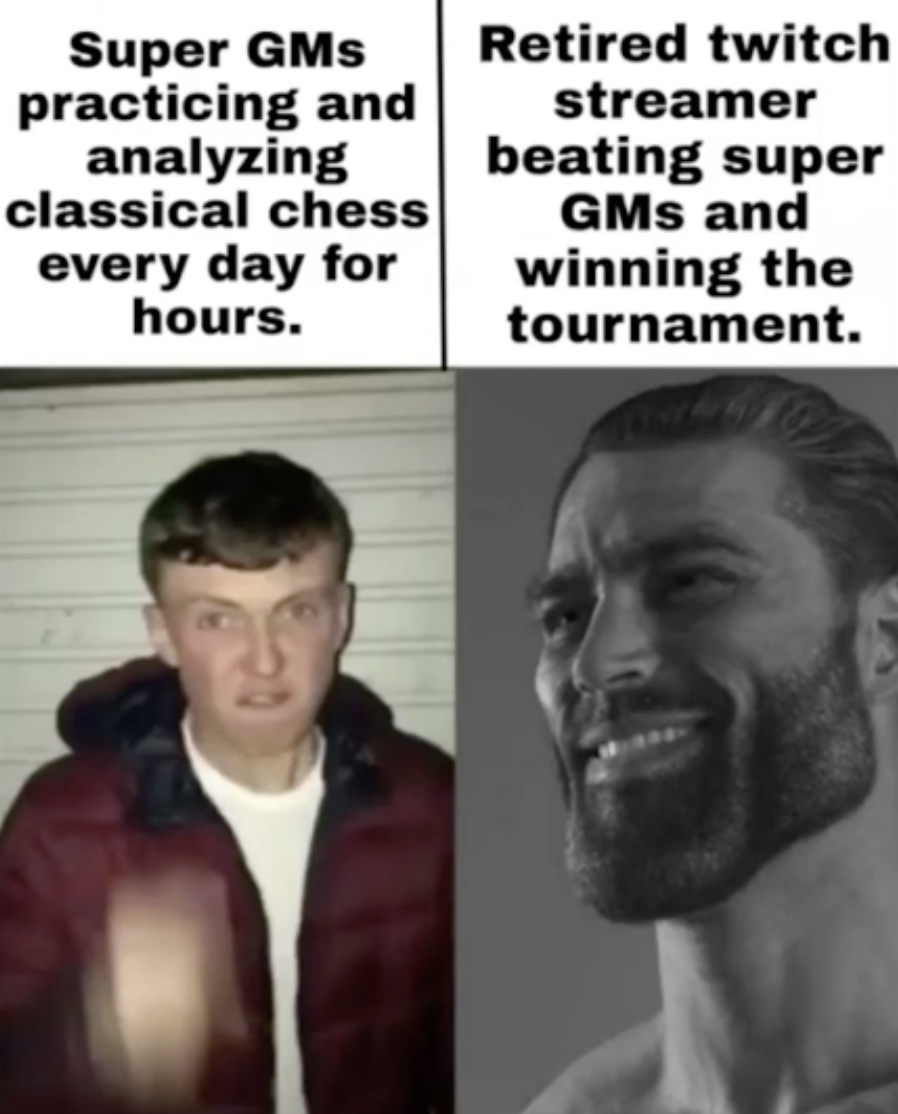 Super GMs
practicing and
analyzing
classical chess
every day for
hours.
Retired twitch
streamer
beating super
GMs and
winning the
tournament.